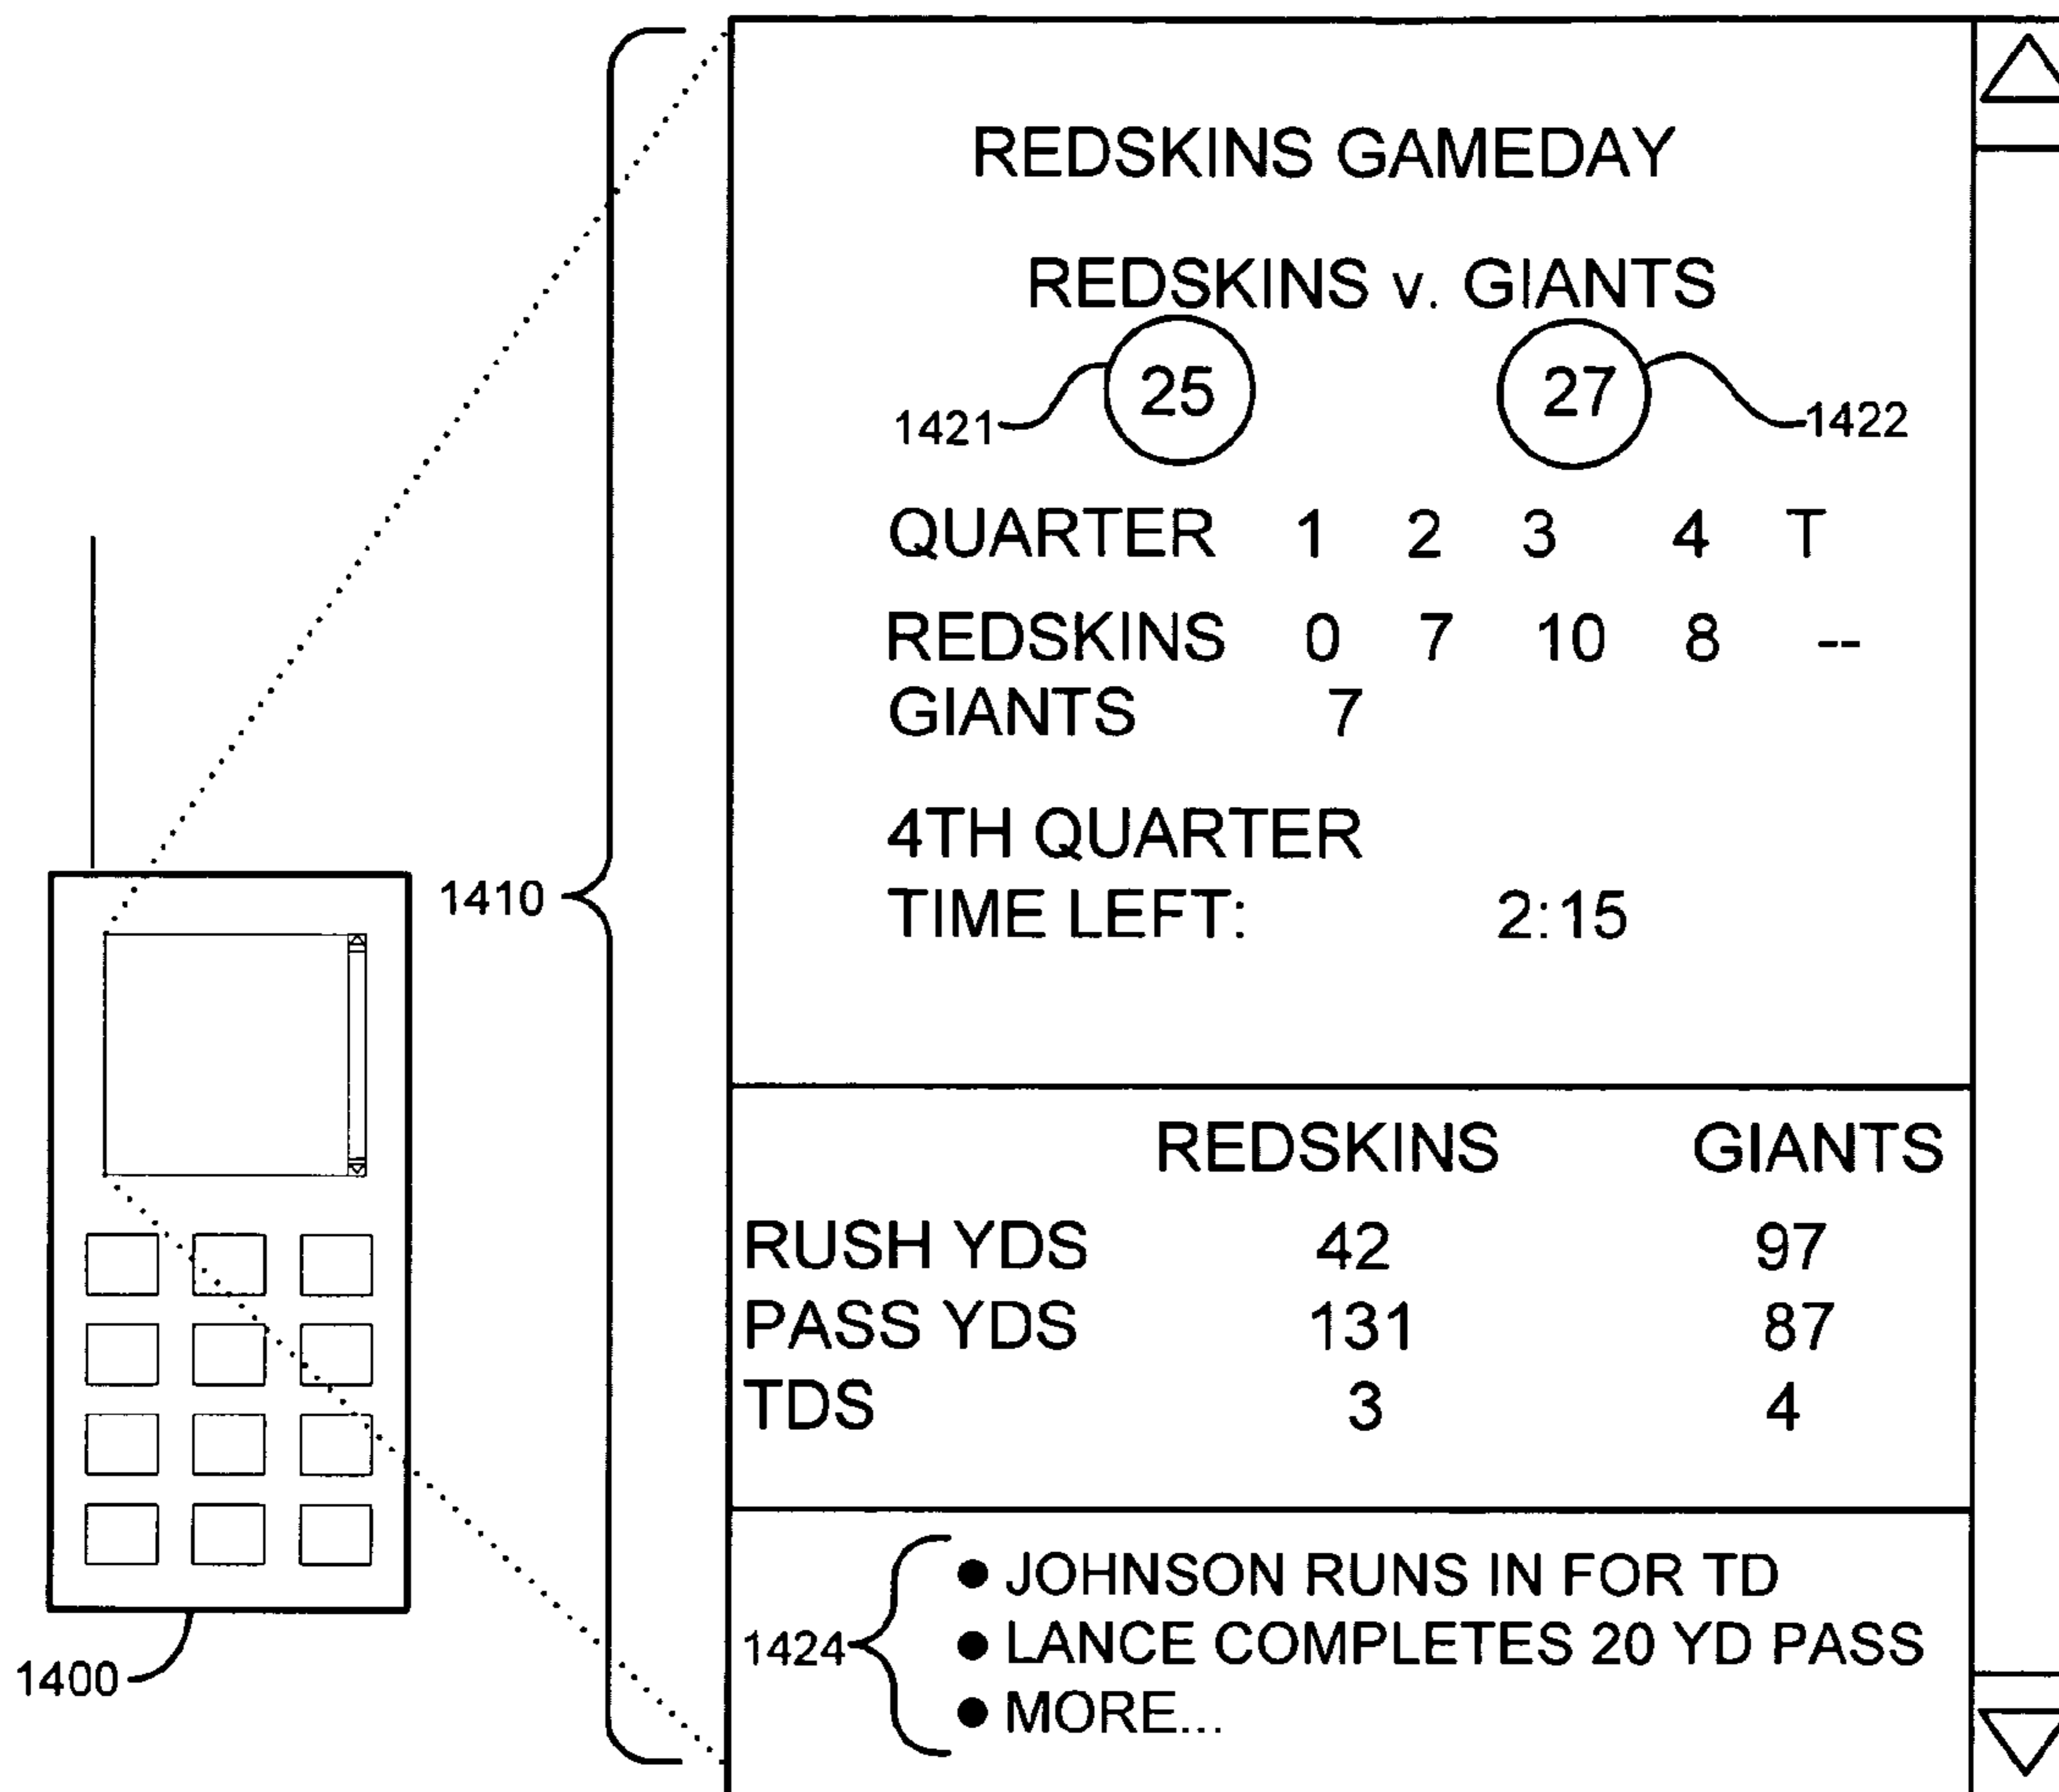 REDSKINS GAMEDAY
REDSKINS v. GIANTS
25 27
1421 1422
QUARTER 1 2 3 4 T
REDSKINS 0 7 10 8 --
GIANTS 7
4TH QUARTER
1410
TIME LEFT: 2:15
REDSKINS GIANTS
RUSH YDS 42 97
PASS YDS 131 87
TDS 3 4
● JOHNSON RUNS IN FOR TD
1424 ● LANCE COMPLETES 20 YD PASS
● MORE...
1400